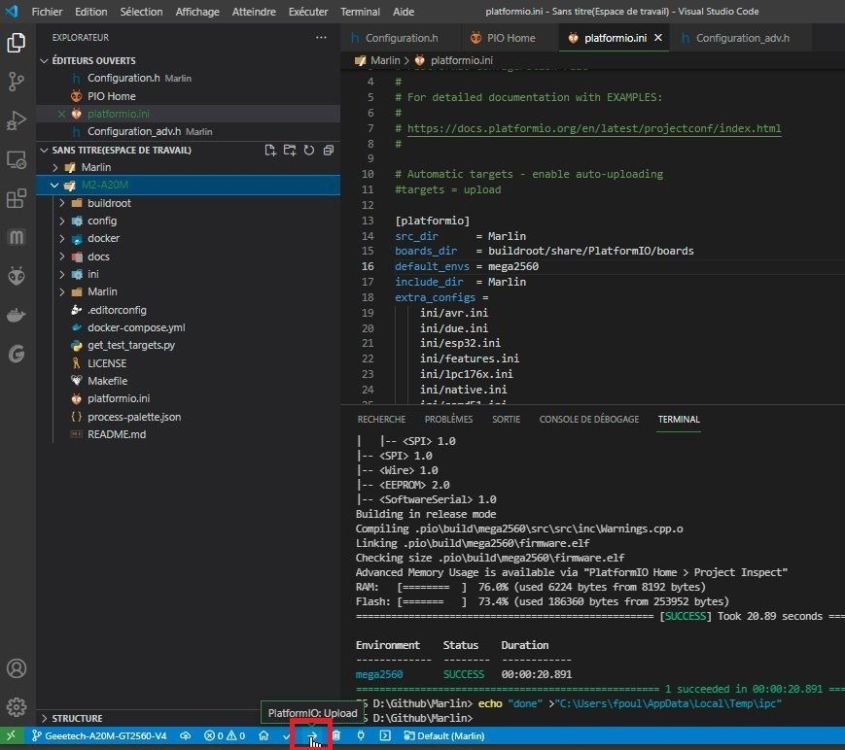 Fichier Edition Sélection Affichage Atteindre Exécuter Terminal Aide platformio.ini - Sans titre(Espace de travail) - Visual Studio Code
EXPLORATEUR
ÉDITEURS OUVERTS
Configuration.h Marlin
PIO Home
platformio.ini
Configuration_adv.h Marlin
SANS TITRE(ESPACE DE TRAVAIL)
Marlin
M2-A20M
buildroot
config
docker
docs
ini
Marlin
.editorconfig
docker-compose.yml
get_test_targets.py
LICENSE
Makefile
platformio.ini
process-palette.json
README.md
STRUCTURE
Configuration.h PIO Home platformio.ini Configuration_adv.h
Marlin > platformio.ini
4 #
5 # For detailed documentation with EXAMPLES:
6 #
7 # https://docs.platformio.org/en/latest/projectconf/index.html
8 #
9
10 # Automatic targets - enable auto-uploading
11 #targets = upload
12
13 [platformio]
14 src_dir = Marlin
15 boards_dir = buildroot/share/PlatformIO/boards
16 default_envs = mega2560
17 include_dir = Marlin
18 extra_configs =
19 ini/avr.ini
20 ini/due.ini
21 ini/esp32.ini
22 ini/features.ini
23 ini/lpc176x.ini
24 ini/native.ini
RECHERCHE PROBLÈMES SORTIE CONSOLE DE DÉBOGAGE TERMINAL
| |-- <SPI> 1.0
|-- <SPI> 1.0
|-- <Wire> 1.0
|-- <EEPROM> 2.0
|-- <SoftwareSerial> 1.0
Building in release mode
Compiling .pio\build\mega2560\src\src\inc\Warnings.cpp.o
Linking .pio\build\mega2560\firmware.elf
Checking size .pio\build\mega2560\firmware.elf
Advanced Memory Usage is available via "PlatformIO Home > Project Inspect"
RAM: [======== ] 76.0% (used 6224 bytes from 8192 bytes)
Flash: [======= ] 73.4% (used 186360 bytes from 253952 bytes)
[SUCCESS] Took 20.89 seconds
Environment Status Duration
------------- -------- ------------
mega2560 SUCCESS 00:00:20.891
1 succeeded in 00:00:20.891
PS D:\Github\Marlin> echo "done" >"C:\Users\fpoul\AppData\Local\Temp\ipc"
PS D:\Github\Marlin>
PlatformIO: Upload
Geeetech-A20M-GT2560-V4 0 0 Default (Marlin)